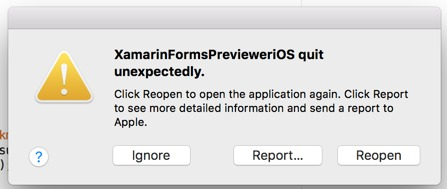 XamarinFormsPrevieweriOS quit
unexpectedly.
Click Reopen to open the application again. Click Report
to see more detailed information and send a report to
Apple.
?
Ignore
Report...
Reopen